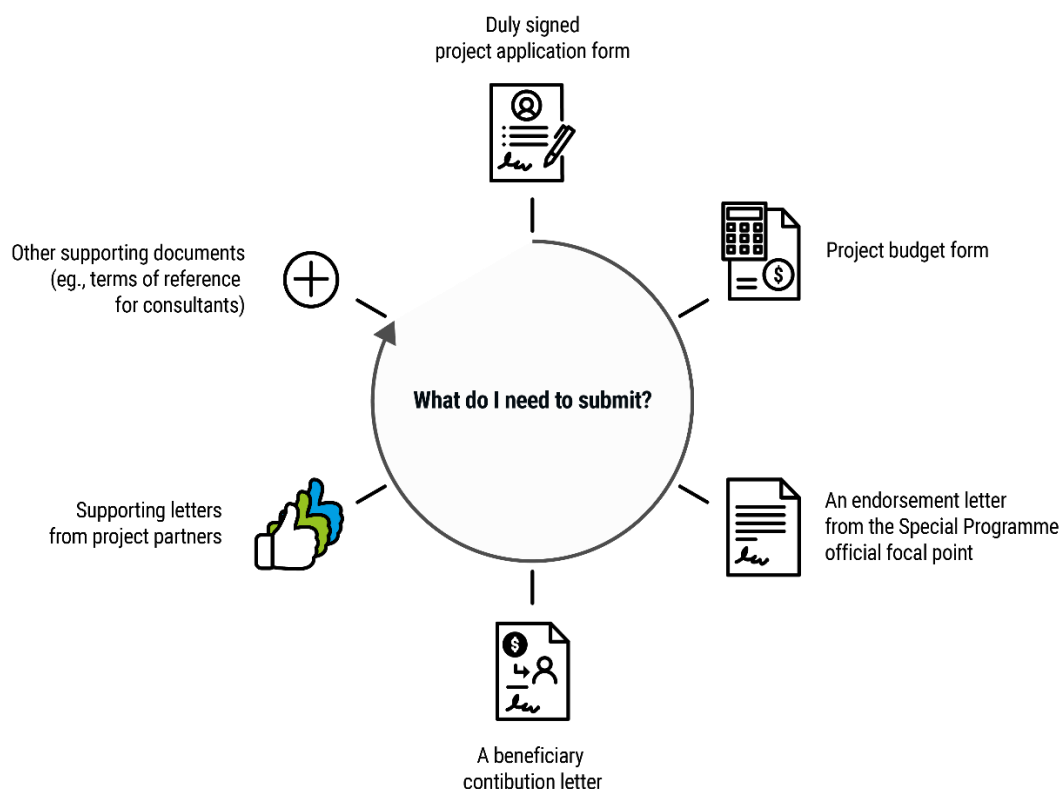 Duly signed
project application form
Project budget form
An endorsement letter
from the Special Programme
official focal point
A beneficiary
contibution letter
Supporting letters
from project partners
Other supporting documents
(eg., terms of reference
for consultants)
What do I need to submit?